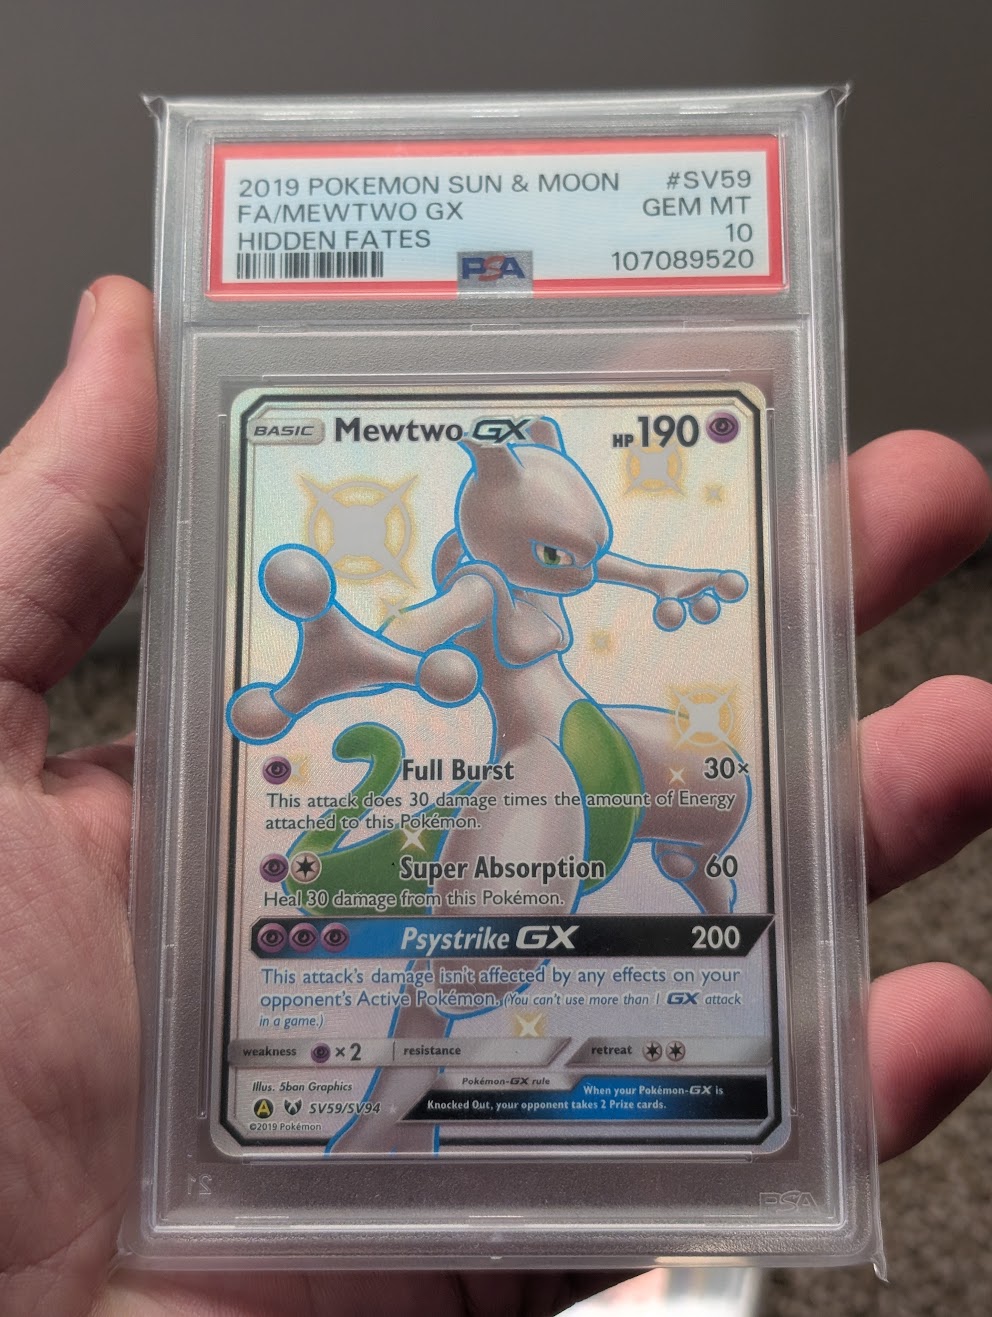 2019 POKEMON SUN & MOON #SV59
FA/MEWTWO GX GEM MT
HIDDEN FATES 10
PSA 107089520
BASIC Mewtwo GX HP 190
Full Burst 30×
This attack does 30 damage times the amount of Energy
attached to this Pokémon.
Super Absorption 60
Heal 30 damage from this Pokémon.
Psystrike GX 200
This attack's damage isn't affected by any effects on your
opponent's Active Pokémon. (You can't use more than 1 GX attack
in a game.)
weakness ×2 resistance retreat
Illus. 5ban Graphics
Pokémon-GX rule
When your Pokémon-GX is
Knocked Out, your opponent takes 2 Prize cards.
A SV59/SV94
©2019 Pokémon
21
PSA